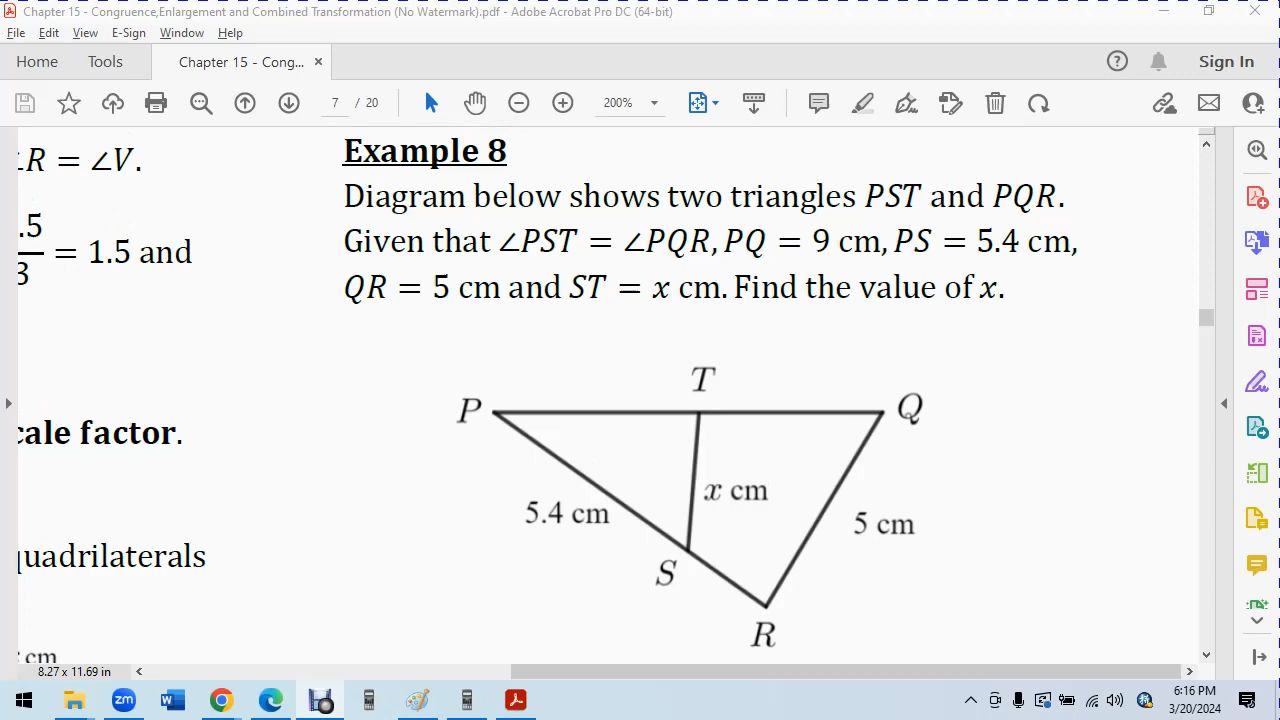 Chapter 15 - Congruence,Enlargement and Combined Transformation (No Watermark).pdf - Adobe Acrobat Pro DC (64-bit)
File Edit View E-Sign Window Help
Home Tools Chapter 15 - Cong... × Sign In
7 / 20 200%
∠R = ∠V.
.5
3
= 1.5 and
cale factor.
quadrilaterals
cm
Example 8
Diagram below shows two triangles PST and PQR.
Given that ∠PST = ∠PQR, PQ = 9 cm, PS = 5.4 cm,
QR = 5 cm and ST = x cm. Find the value of x.
T
P
Q
x cm
5.4 cm
5 cm
S
R
8.27 x 11.69 in
zm W
6:16 PM
3/20/2024